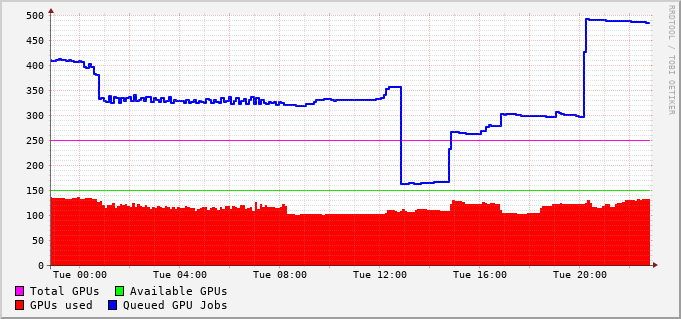 500
450
400
350
300
250
200
150
100
50
0
Tue 00:00 Tue 04:00 Tue 08:00 Tue 12:00 Tue 16:00 Tue 20:00
Total GPUs Available GPUs
GPUs used Queued GPU Jobs
RRDTOOL / TOBI OETIKER